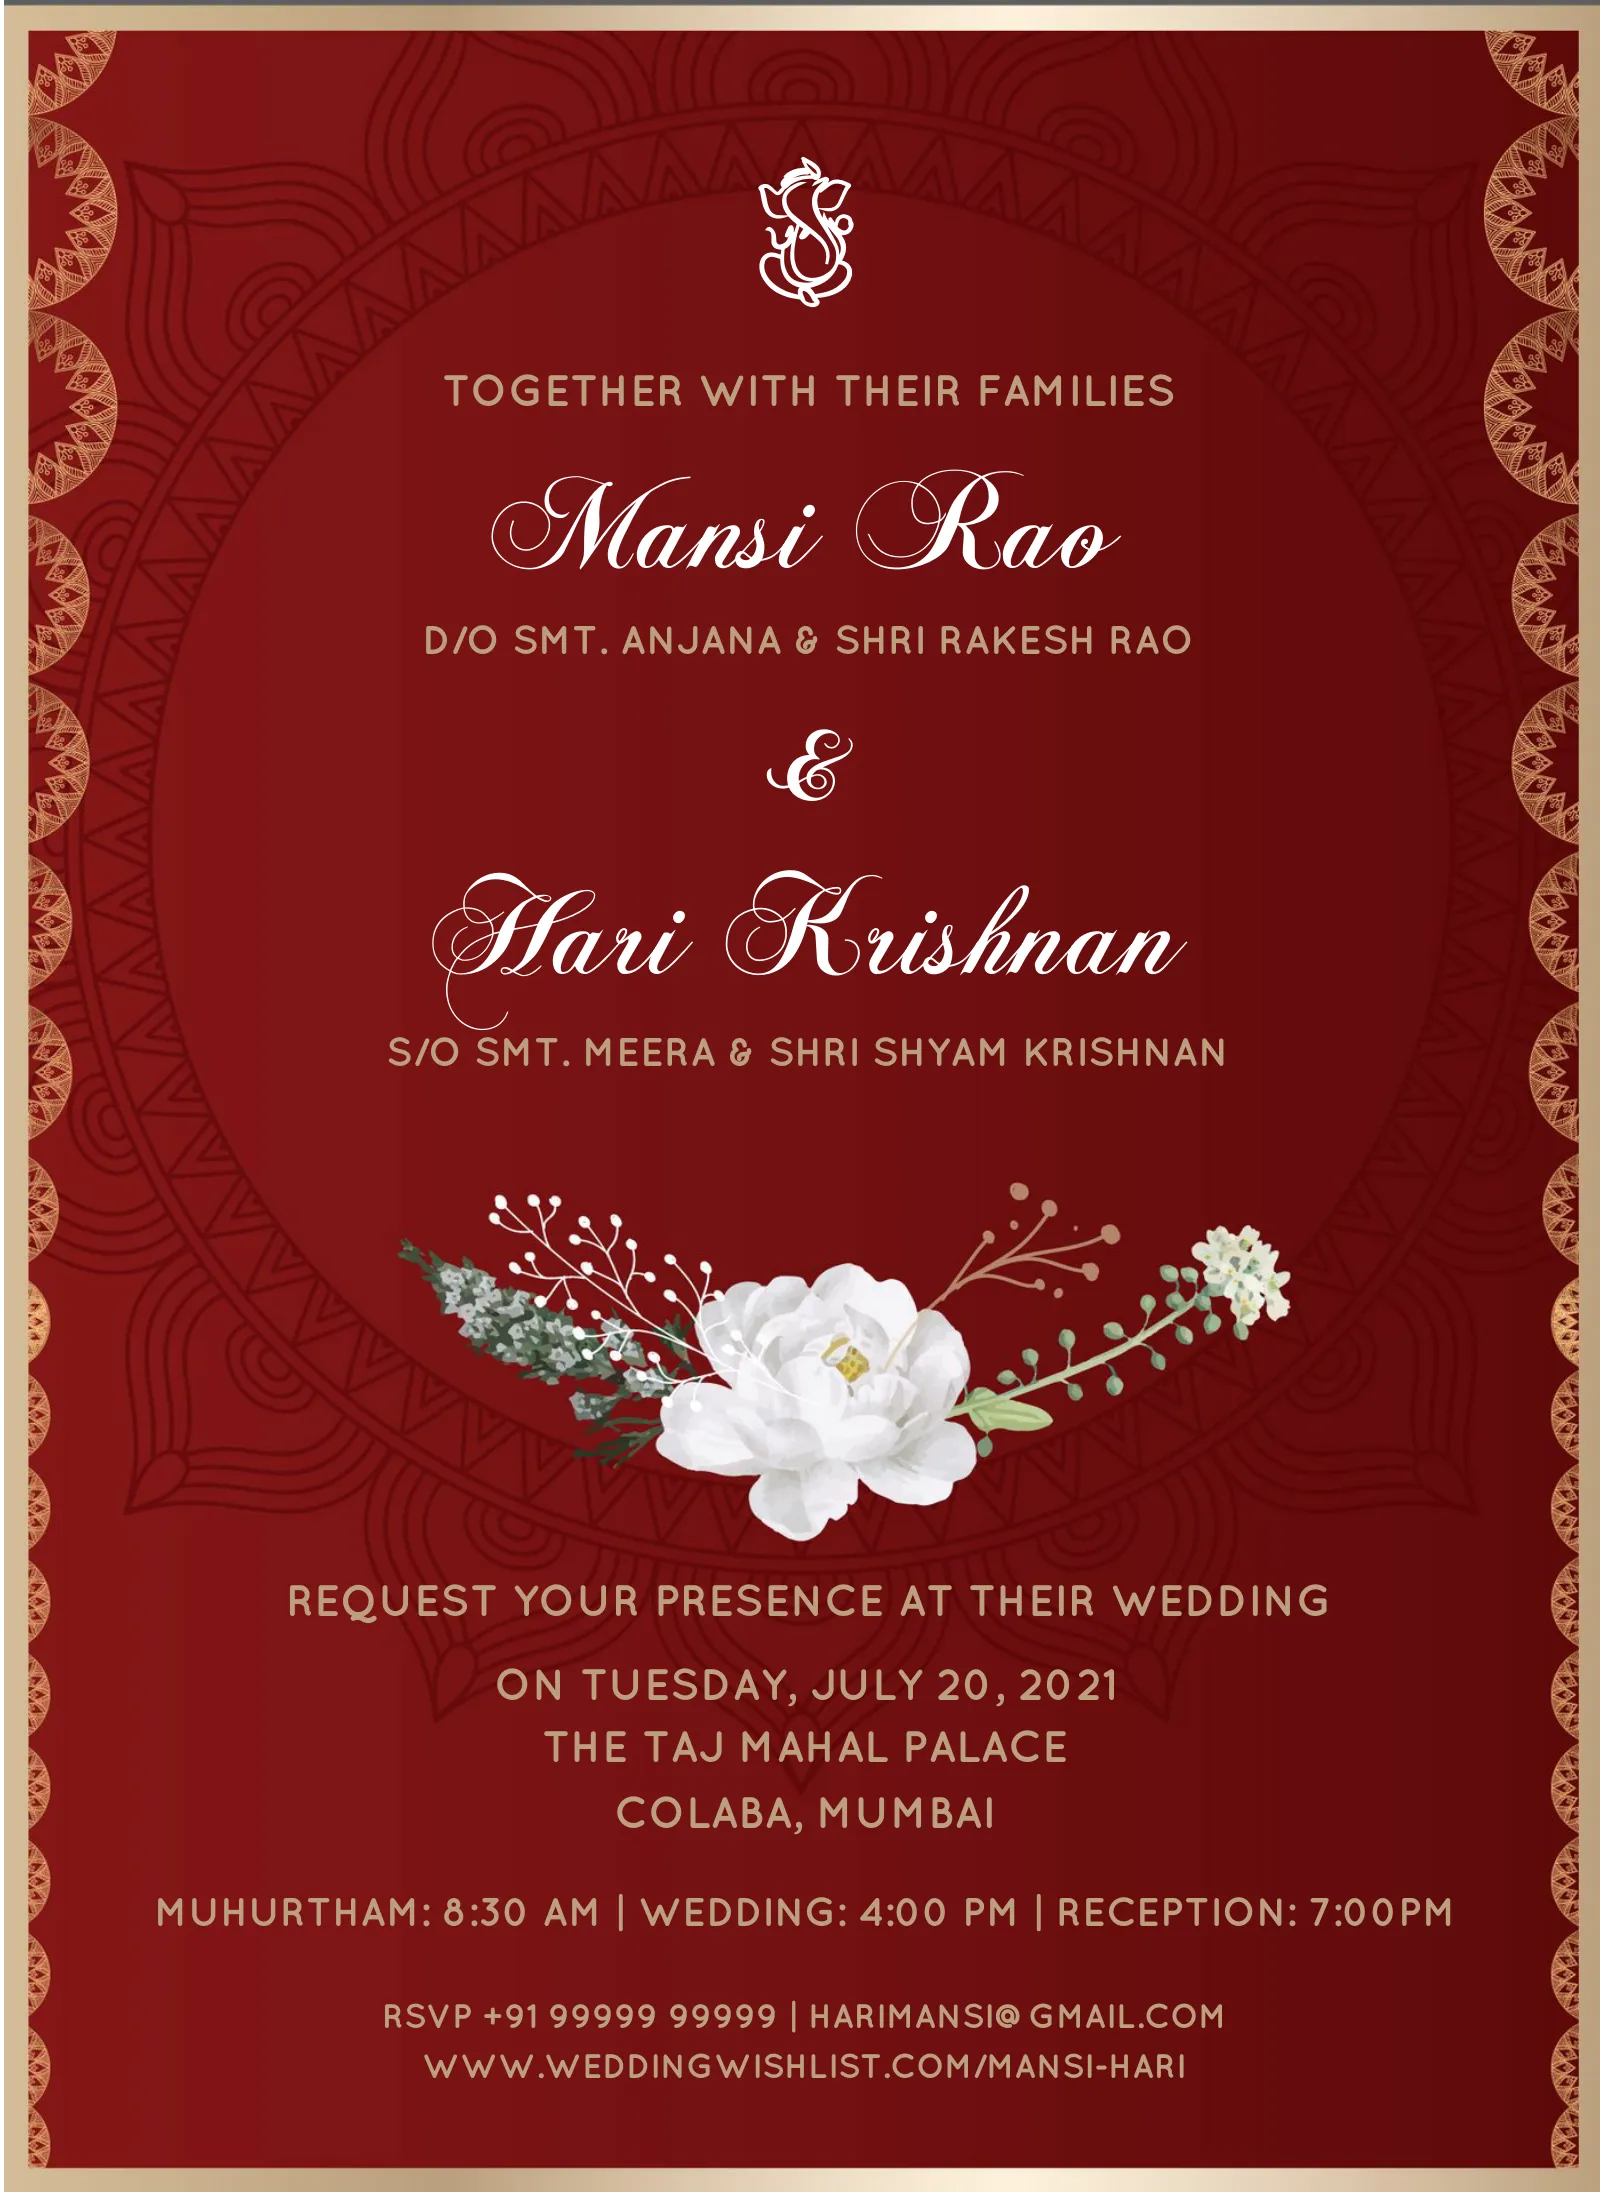 TOGETHER WITH THEIR FAMILIES
Mansi Rao
D/O SMT. ANJANA & SHRI RAKESH RAO
&
Hari Krishnan
S/O SMT. MEERA & SHRI SHYAM KRISHNAN
REQUEST YOUR PRESENCE AT THEIR WEDDING
ON TUESDAY, JULY 20, 2021
THE TAJ MAHAL PALACE
COLABA, MUMBAI
MUHURTHAM: 8:30 AM | WEDDING: 4:00 PM | RECEPTION: 7:00PM
RSVP +91 99999 99999 | HARIMANSI@GMAIL.COM
WWW.WEDDINGWISHLIST.COM/MANSI-HARI